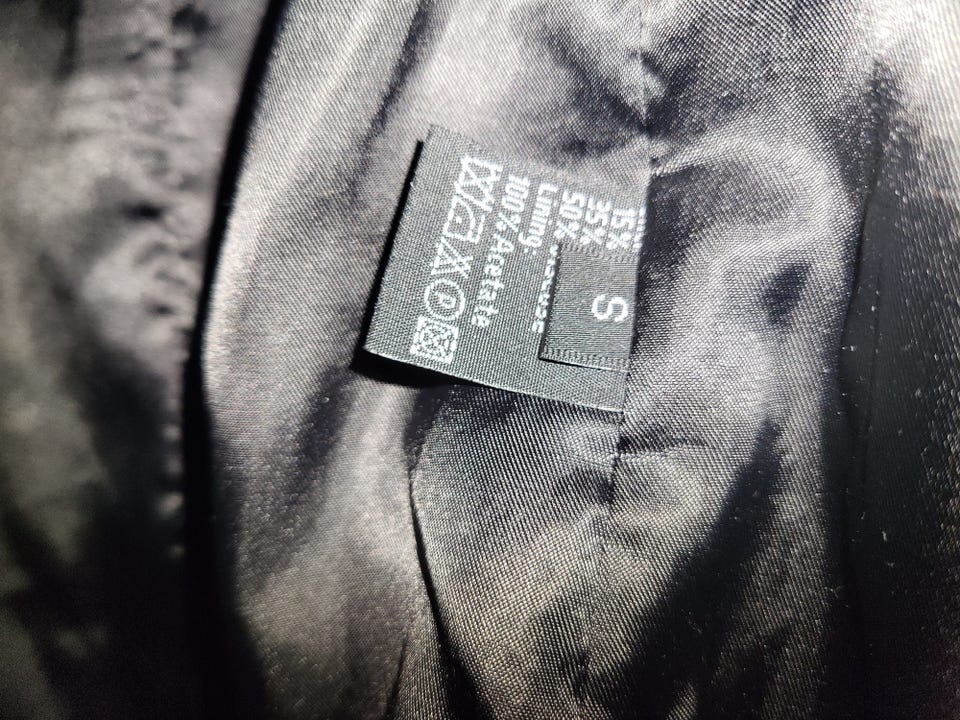 15%
35%
50%
Lining
100% Acetate
P
S